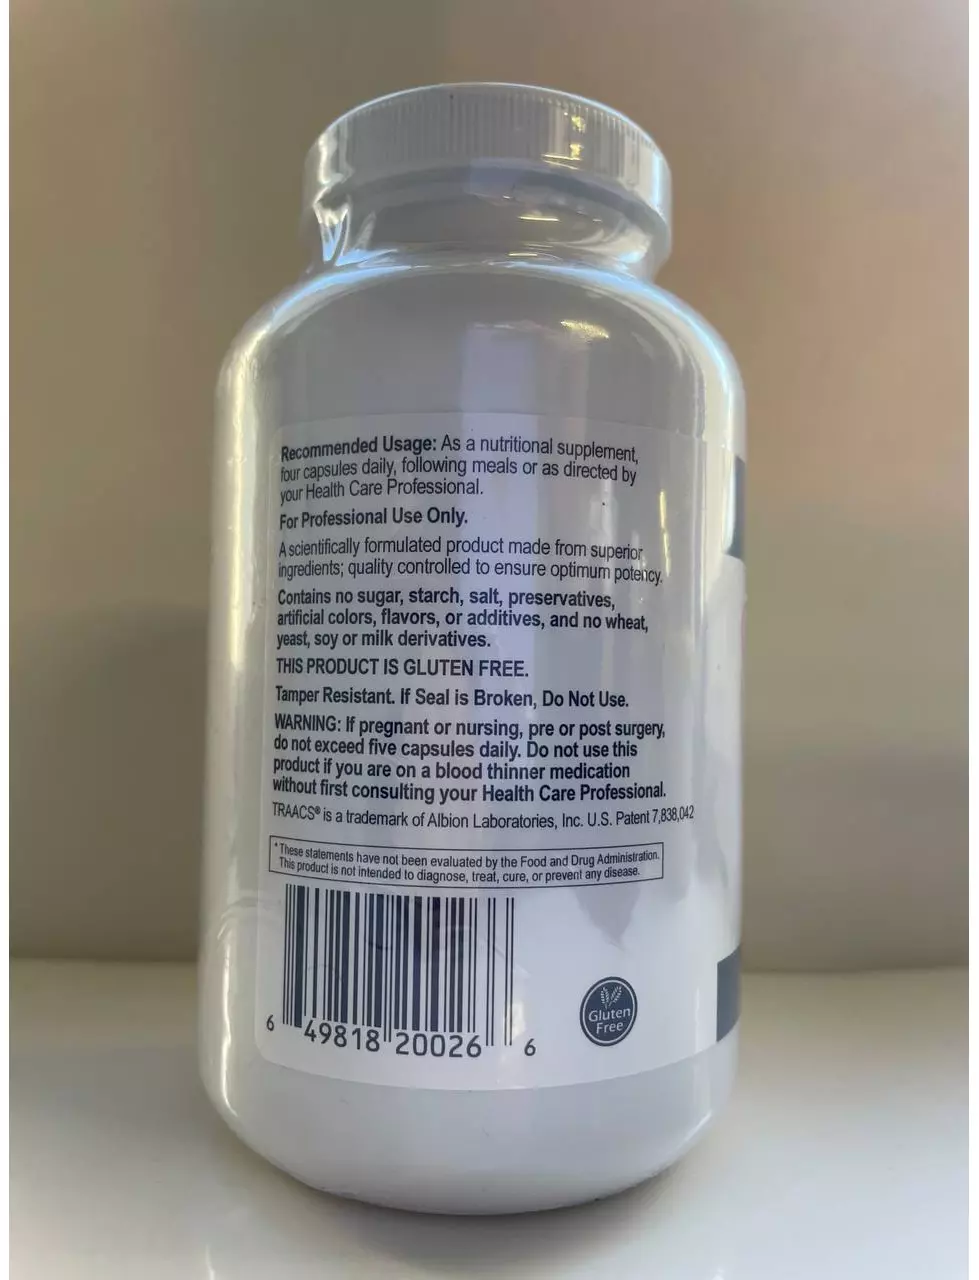 Recommended Usage: As a nutritional supplement,
four capsules daily, following meals or as directed by
your Health Care Professional.
For Professional Use Only.
A scientifically formulated product made from superior
ingredients; quality controlled to ensure optimum potency.
Contains no sugar, starch, salt, preservatives,
artificial colors, flavors, or additives, and no wheat,
yeast, soy or milk derivatives.
THIS PRODUCT IS GLUTEN FREE.
Tamper Resistant. If Seal is Broken, Do Not Use.
WARNING: If pregnant or nursing, pre or post surgery,
do not exceed five capsules daily. Do not use this
product if you are on a blood thinner medication
without first consulting your Health Care Professional.
TRAACS® is a trademark of Albion Laboratories, Inc. U.S. Patent 7,838,042
*These statements have not been evaluated by the Food and Drug Administration.
This product is not intended to diagnose, treat, cure, or prevent any disease.
6 49818 20026 6
Gluten
Free